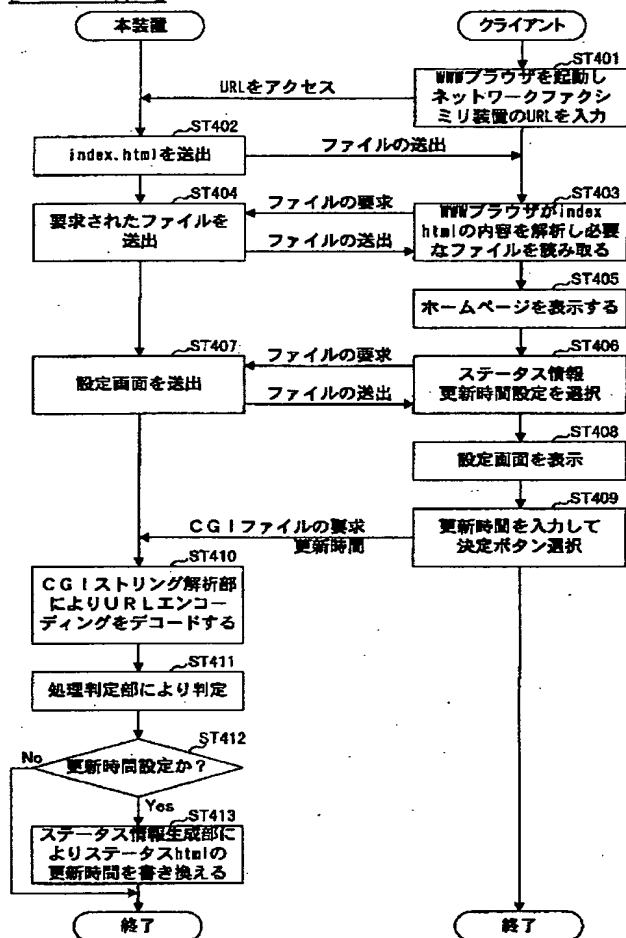 本装置
クライアント
ST401
WWWブラウザを起動し
ネットワークファクシ
ミリ装置のURLを入力
URLをアクセス
ST402
index.htmlを送出
ファイルの送出
ST404
要求されたファイルを
送出
ファイルの要求
ファイルの送出
ST403
WWWブラウザがindex
htmlの内容を解析し必要
なファイルを読み取る
ST405
ホームページを表示する
ST407
設定画面を送出
ファイルの要求
ファイルの送出
ST406
ステータス情報
更新時間設定を選択
ST408
設定画面を表示
ST409
更新時間を入力して
決定ボタン選択
CGIファイルの要求
更新時間
ST410
CGIストリング解析部
によりURLエンコー
ディングをデコードする
ST411
処理判定部により判定
ST412
更新時間設定か？
No
Yes
ST413
ステータス情報生成部に
よりステータスhtmlの
更新時間を書き換える
終了
終了